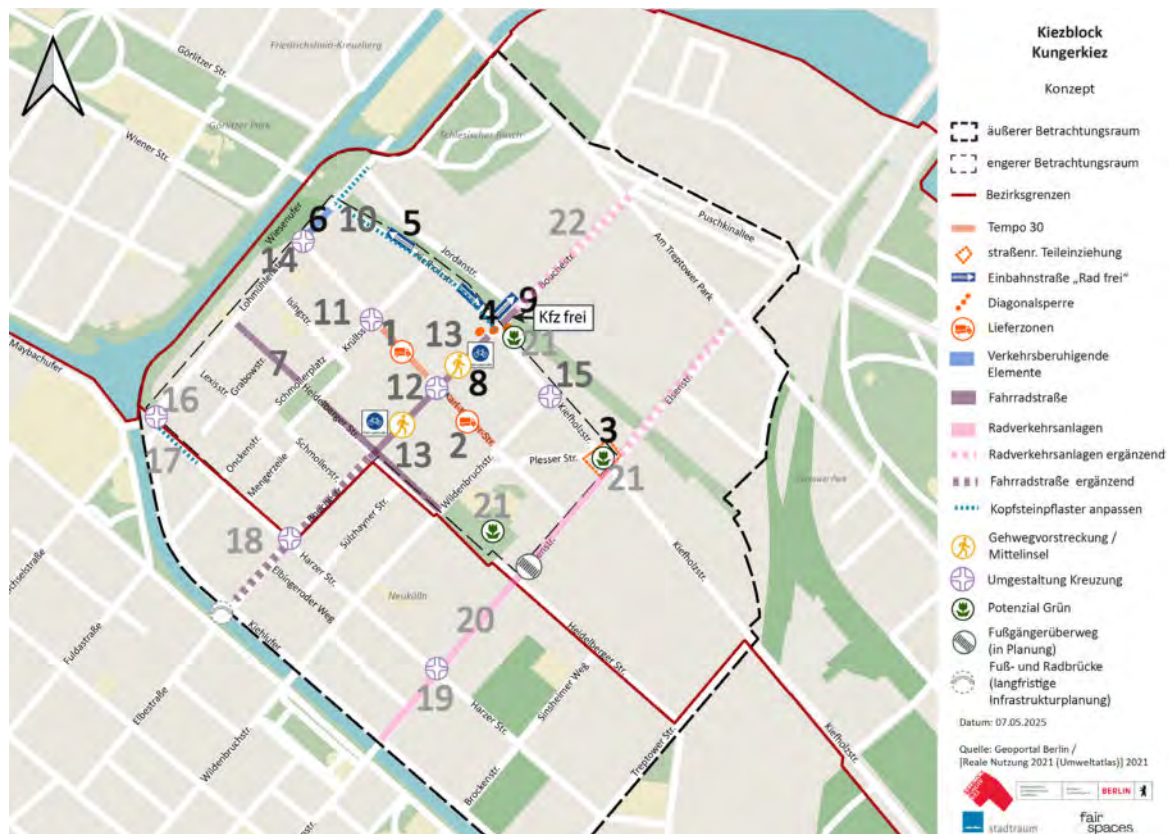 Kiezblock
Kungerkiez
Konzept
äußerer Betrachtungsraum
engerer Betrachtungsraum
Bezirksgrenzen
Tempo 30
straßenr. Teileinziehung
Einbahnstraße „Rad frei“
Diagonalsperre
Lieferzonen
Verkehrsberuhigende
Elemente
Fahrradstraße
Radverkehrsanlagen
Radverkehrsanlagen ergänzend
Fahrradstraße ergänzend
Kopfsteinpflaster anpassen
Gehwegvorstreckung /
Mittelinsel
Umgestaltung Kreuzung
Potenzial Grün
Fußgängerüberweg
(in Planung)
Fuß- und Radbrücke
(langfristige
Infrastrukturplanung)
Datum: 07.05.2025
Quelle: Geoportal Berlin /
[Reale Nutzung 2021 (Umweltatlas)] 2021
BERLIN
stadtraum
fair
spaces
Friedrichshain-Kreuzberg
Görlitzer Str.
Görlitzer Park
Wiener Str.
Schlesischer Busch
Wiesenufer
Puschkinallee
Am Treptower Park
22
Bouchéstr.
6
10
5
Jordanstr.
14
Lohmühlenstr.
Isingstr.
11
Krüllsstr.
1
13
4
9
Kfz frei
21
8
12
15
Kiefholzstr.
Elsenstr.
Maybachufer
7
Lexisstr.
Grabowstr.
Schmollerplatz
Heidelberger Str.
16
17
Onckenstr.
Mengerzeile
Schmollerstr.
13
2
3
Plesser Str.
21
Wildenbruchstr.
21
18
Harzer Str.
Sülzhayner Str.
Elbingeroder Weg
Neukölln
Kiehlufer
20
19
Harzer Str.
Heidelberger Str.
Sinsheimer Weg
Brockenstr.
Treptower Str.
Kiefholzstr.
Kiefholzstr.
Fuldastraße
Elbestraße
Wildenbruchstr.